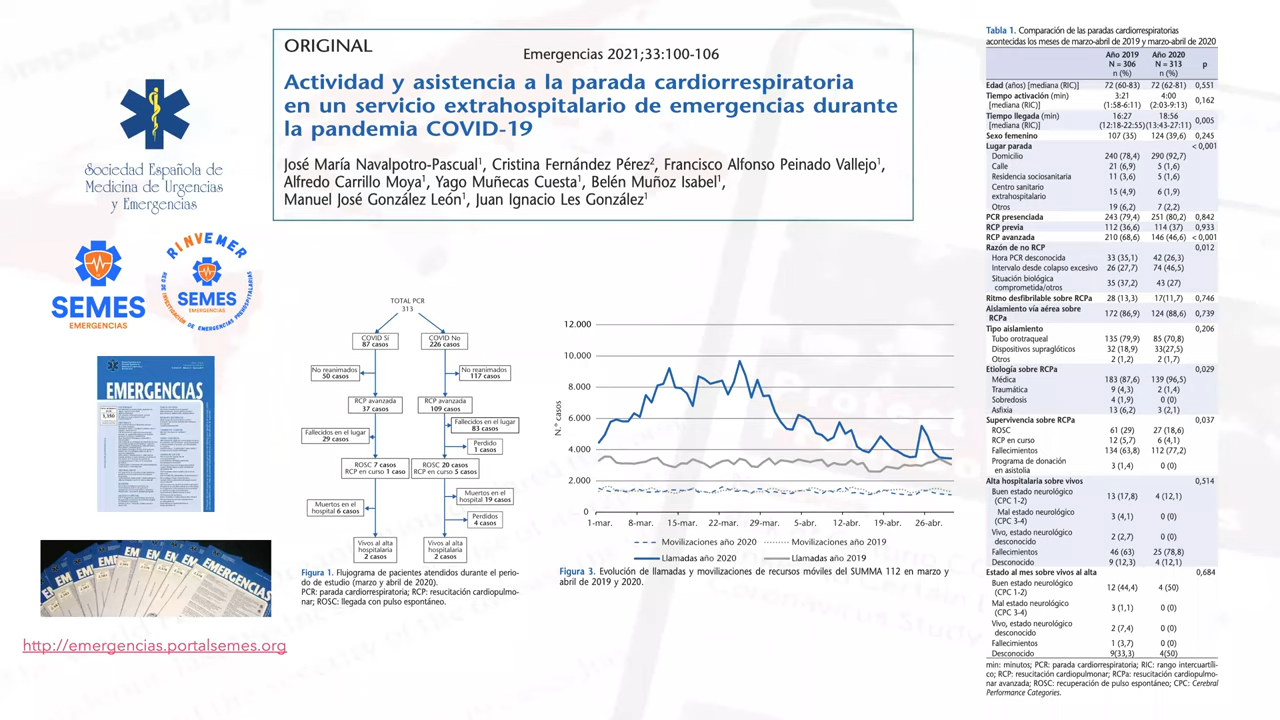 ORIGINAL
Emergencias 2021;33:100-106
Actividad y asistencia a la parada cardiorrespiratoria
en un servicio extrahospitalario de emergencias durante
la pandemia COVID-19
José María Navalpotro-Pascual1, Cristina Fernández Pérez2, Francisco Alfonso Peinado Vallejo1,
Alfredo Carrillo Moya1, Yago Muñecas Cuesta1, Belén Muñoz Isabel1,
Manuel José González León1, Juan Ignacio Les González1
Sociedad Española de
Medicina de Urgencias
y Emergencias
SEMES
EMERGENCIAS
RINVEMER
SEMES
EMERGENCIAS
RED DE INVESTIGACIÓN DE EMERGENCIAS PREHOSPITALARIAS
EMERGENCIAS
EMERGENCIAS
http://emergencias.portalsemes.org
TOTAL PCR
313
COVID Sí
87 casos
COVID No
226 casos
No reanimados
50 casos
No reanimados
117 casos
RCP avanzada
37 casos
RCP avanzada
109 casos
Fallecidos en el lugar
29 casos
Fallecidos en el lugar
83 casos
Perdido
1 casos
ROSC 7 casos
RCP en curso 1 caso
ROSC 20 casos
RCP en curso 5 casos
Muertos en el
hospital 6 casos
Muertos en el
hospital 19 casos
Perdidos
4 casos
Vivos al alta
hospitalaria
2 casos
Vivos al alta
hospitalaria
2 casos
Figura 1. Flujograma de pacientes atendidos durante el perio-
do de estudio (marzo y abril de 2020).
PCR: parada cardiorrespiratoria; RCP: resucitación cardiopulmo-
nar; ROSC: llegada con pulso espontáneo.
N.º casos
12.000
10.000
8.000
6.000
4.000
2.000
0
1-mar. 8-mar. 15-mar. 22-mar. 29-mar. 5-abr. 12-abr. 19-abr. 26-abr.
Movilizaciones año 2020 Movilizaciones año 2019
Llamadas año 2020 Llamadas año 2019
Figura 3. Evolución de llamadas y movilizaciones de recursos móviles del SUMMA 112 en marzo y
abril de 2019 y 2020.
Tabla 1. Comparación de las paradas cardiorrespiratorias
acontecidas los meses de marzo-abril de 2019 y marzo-abril de 2020
Año 2019 Año 2020
N = 306 N = 313 p
n (%) n (%)
Edad (años) [mediana (RIC)] 72 (60-83) 72 (62-81) 0,551
Tiempo activación (min) 3:21 4:00 0,162
[mediana (RIC)] (1:58-6:11) (2:03-9:13)
Tiempo llegada (min) 16:27 18:56 0,005
[mediana (RIC)] (12:18-22:55) (13:43-27:11)
Sexo femenino 107 (35) 124 (39,6) 0,245
Lugar parada < 0,001
Domicilio 240 (78,4) 290 (92,7)
Calle 21 (6,9) 5 (1,6)
Residencia sociosanitaria 11 (3,6) 5 (1,6)
Centro sanitario
extrahospitalario 15 (4,9) 6 (1,9)
Otros 19 (6,2) 7 (2,2)
PCR presenciada 243 (79,4) 251 (80,2) 0,842
RCP previa 112 (36,6) 114 (37) 0,933
RCP avanzada 210 (68,6) 146 (46,6) < 0,001
Razón de no RCP 0,012
Hora PCR desconocida 33 (35,1) 42 (26,3)
Intervalo desde colapso excesivo 26 (27,7) 74 (46,5)
Situación biológica
comprometida/otros 35 (37,2) 43 (27)
Ritmo desfibrilable sobre RCPa 28 (13,3) 17(11,7) 0,746
Aislamiento vía aérea sobre
RCPa 172 (86,9) 124 (88,6) 0,739
Tipo aislamiento 0,206
Tubo orotraqueal 135 (79,9) 85 (70,8)
Dispositivos supraglóticos 32 (18,9) 33(27,5)
Otros 2 (1,2) 2 (1,7)
Etiología sobre RCPa 0,029
Médica 183 (87,6) 139 (96,5)
Traumática 9 (4,3) 2 (1,4)
Sobredosis 4 (1,9) 0 (0)
Asfixia 13 (6,2) 3 (2,1)
Supervivencia sobre RCPa 0,037
ROSC 61 (29) 27 (18,6)
RCP en curso 12 (5,7) 6 (4,1)
Fallecimientos 134 (63,8) 112 (77,2)
Programa de donación
en asistolia 3 (1,4) 0 (0)
Alta hospitalaria sobre vivos 0,514
Buen estado neurológico
(CPC 1-2) 13 (17,8) 4 (12,1)
Mal estado neurológico
(CPC 3-4) 3 (4,1) 0 (0)
Vivo, estado neurológico
desconocido 2 (2,7) 0 (0)
Fallecimientos 46 (63) 25 (78,8)
Desconocido 9 (12,3) 4 (12,1)
Estado al mes sobre vivos al alta 0,684
Buen estado neurológico
(CPC 1-2) 12 (44,4) 4 (50)
Mal estado neurológico
(CPC 3-4) 3 (1,1) 0 (0)
Vivo, estado neurológico
desconocido 2 (7,4) 0 (0)
Fallecimientos 1 (3,7) 0 (0)
Desconocido 9(33,3) 4(50)
min: minutos; PCR: parada cardiorrespiratoria; RIC: rango intercuartíli-
co; RCP: resucitación cardiopulmonar; RCPa: resucitación cardiopulmo-
nar avanzada; ROSC: recuperación de pulso espontáneo; CPC: Cerebral
Performance Categories.